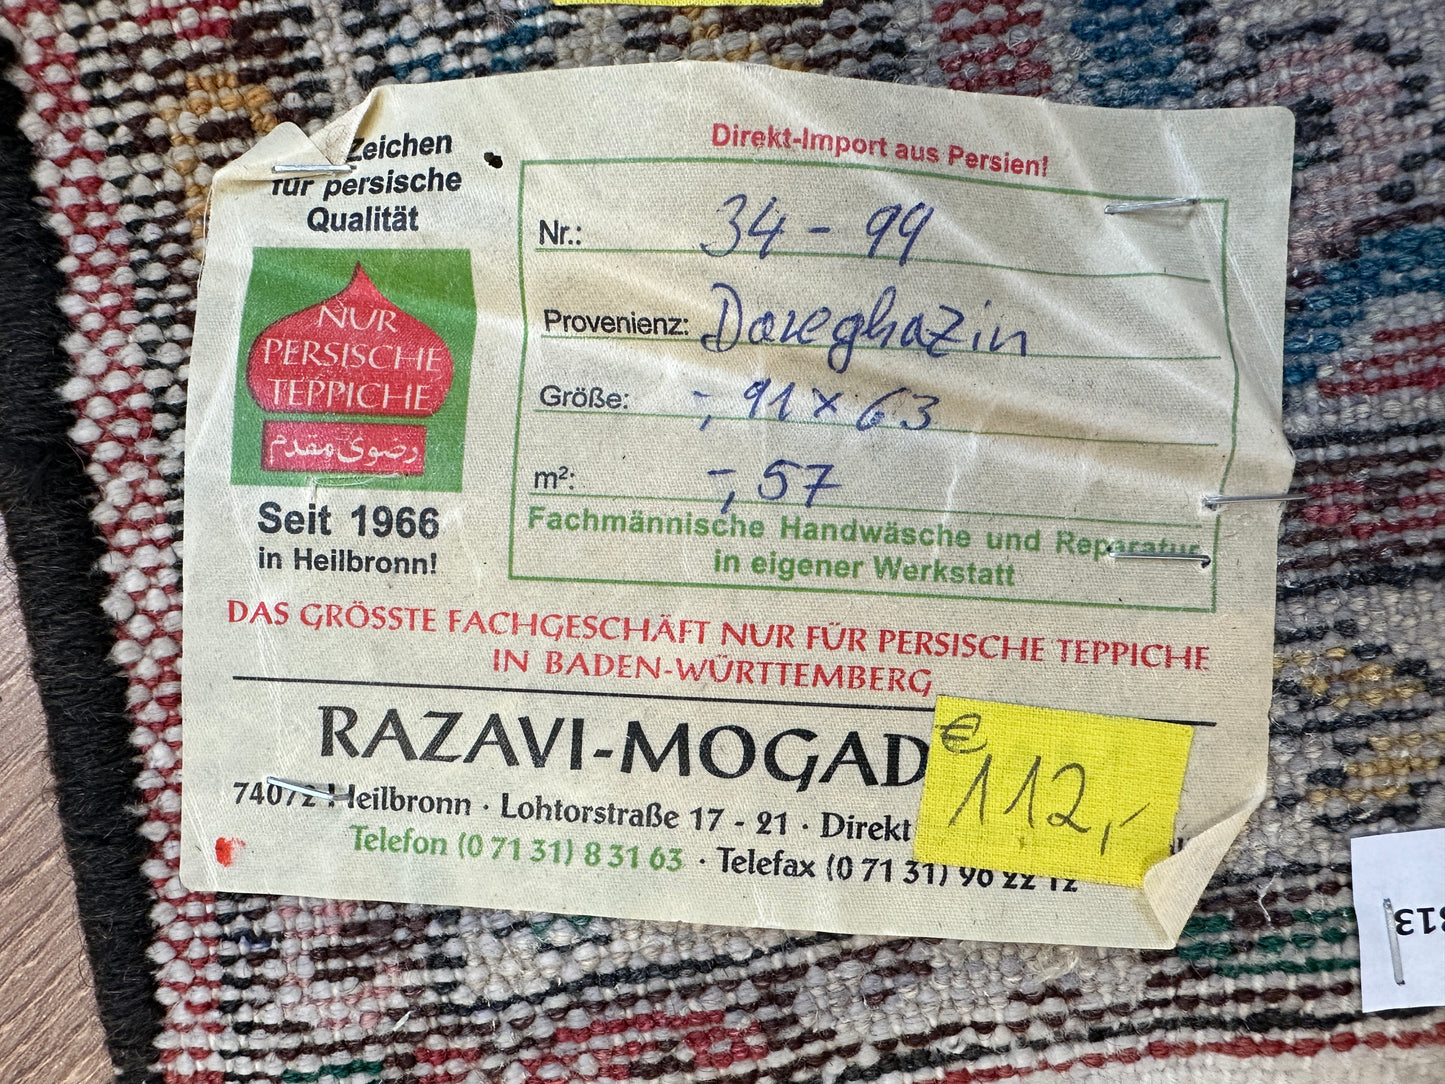 Zeichen
für persische
Qualität
NUR
PERSISCHE
TEPPICHE
رضوی مقدم
Seit 1966
in Heilbronn!
Direkt-Import aus Persien!
Nr.: 34 - 99
Provenienz: Dareghazin
Größe: -, 91 x 63
m²: -, 57
Fachmännische Handwäsche und Reparatur
in eigener Werkstatt
DAS GRÖSSTE FACHGESCHÄFT NUR FÜR PERSISCHE TEPPICHE
IN BADEN-WÜRTTEMBERG
RAZAVI-MOGAD
74072 Heilbronn · Lohtorstraße 17 - 21 · Direkt
Telefon (0 71 31) 8 31 63 · Telefax (0 71 31) 96 22 12
€
112,-
313